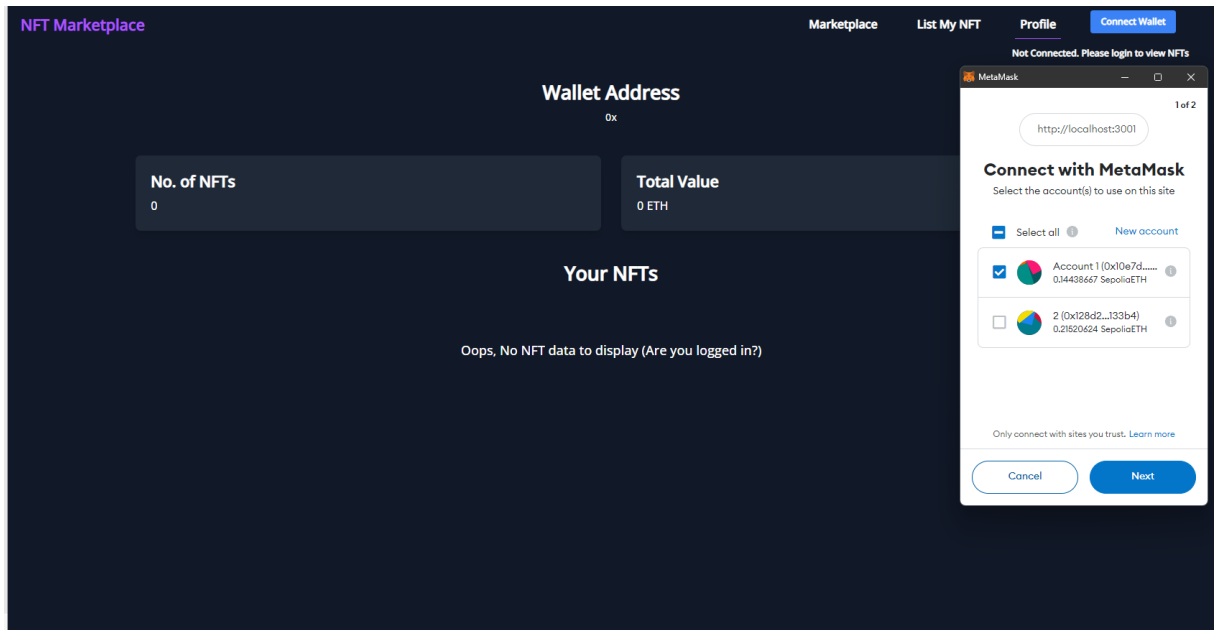 NFT Marketplace
Marketplace
List My NFT
Profile
Connect Wallet
Not Connected. Please login to view NFTs
Wallet Address
0x
No. of NFTs
0
Total Value
0 ETH
Your NFTs
Oops, No NFT data to display (Are you logged in?)
MetaMask
1 of 2
http://localhost:3001
Connect with MetaMask
Select the account(s) to use on this site
Select all
New account
Account 1 (0x10e7d......
0.14438667 SepoliaETH
2 (0x128d2...133b4)
0.21520624 SepoliaETH
Only connect with sites you trust. Learn more
Cancel
Next